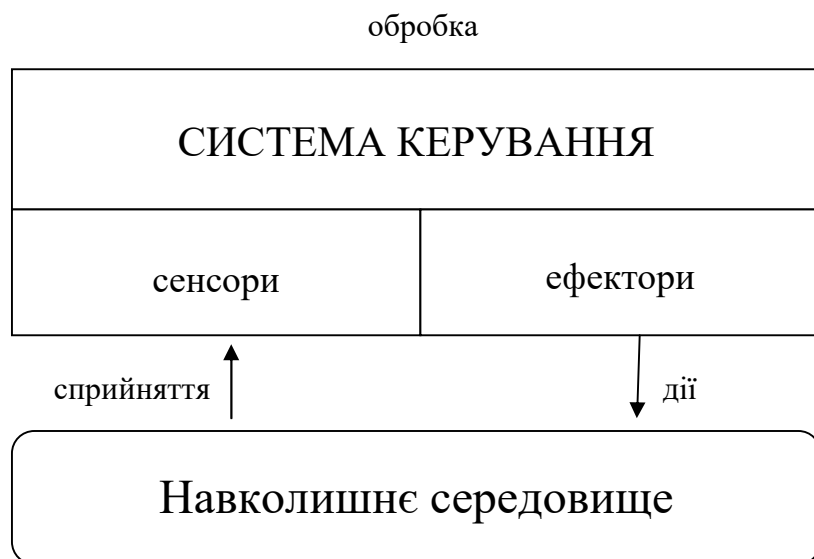 обробка
СИСТЕМА КЕРУВАННЯ
сенсори
ефектори
сприйняття
дії
Навколишнє середовище